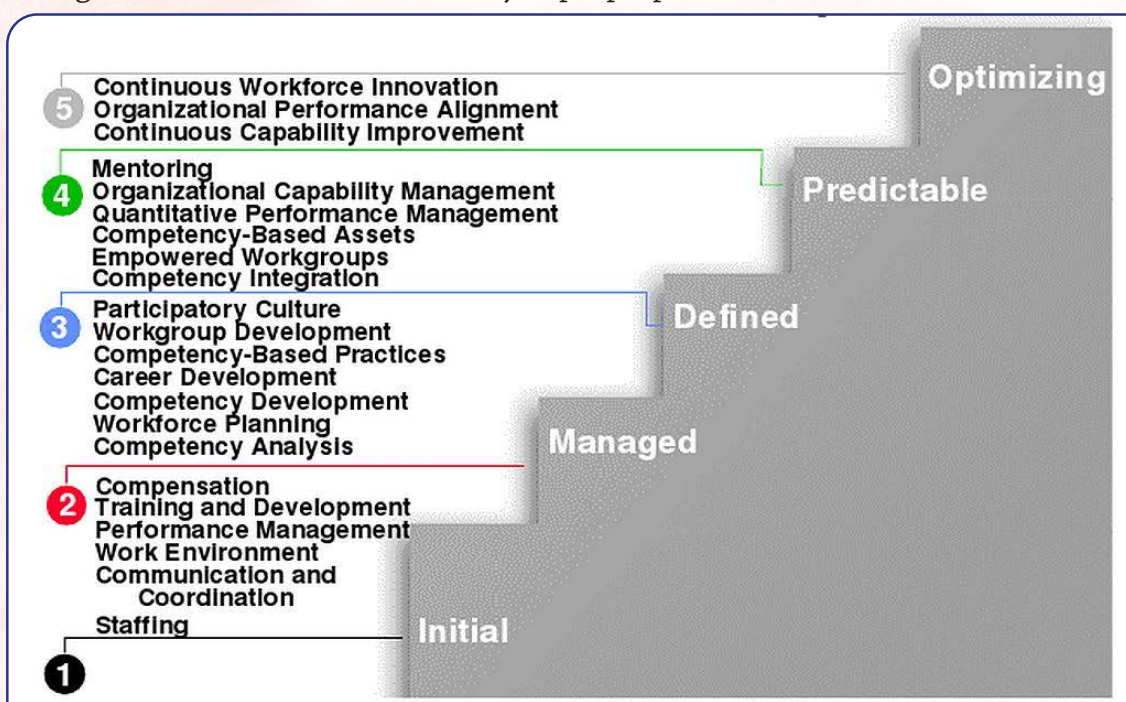 Continuous Workforce Innovation
Organizational Performance Alignment
Continuous Capability Improvement
5
Optimizing
Mentoring
Organizational Capability Management
Quantitative Performance Management
Competency-Based Assets
Empowered Workgroups
Competency Integration
4
Predictable
Participatory Culture
Workgroup Development
Competency-Based Practices
Career Development
Competency Development
Workforce Planning
Competency Analysis
3
Defined
Compensation
Training and Development
Performance Management
Work Environment
Communication and
Coordination
Staffing
2
Managed
1
Initial